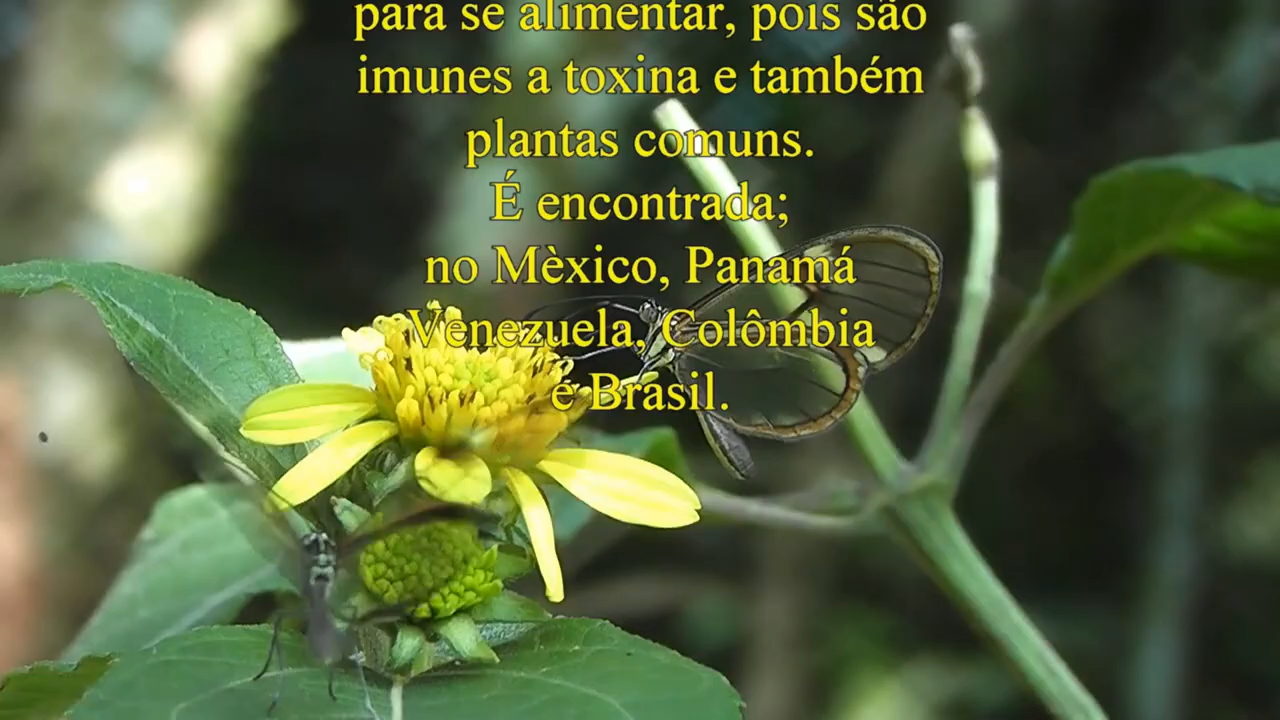 para se alimentar, pois são
imunes a toxina e também
plantas comuns.
É encontrada;
no Mèxico, Panamá
Venezuela, Colômbia
e Brasil.